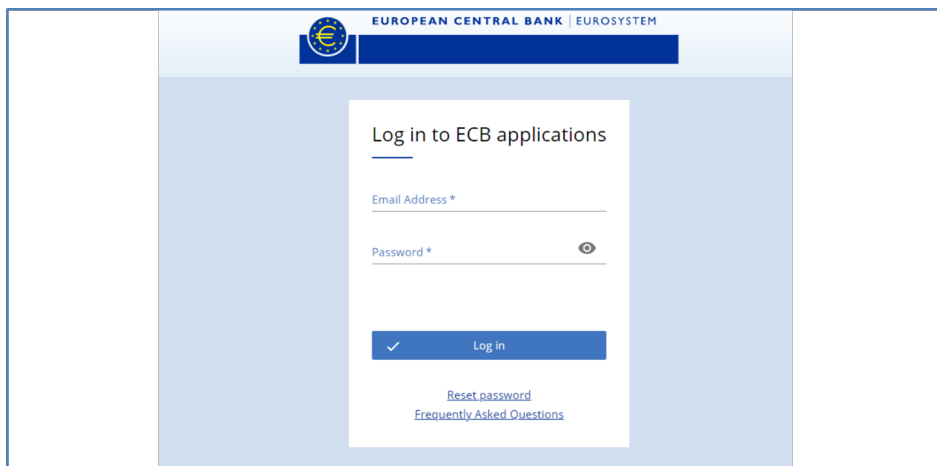 EUROPEAN CENTRAL BANK | EUROSYSTEM
Log in to ECB applications
Email Address *
Password *
Log in
Reset password
Frequently Asked Questions